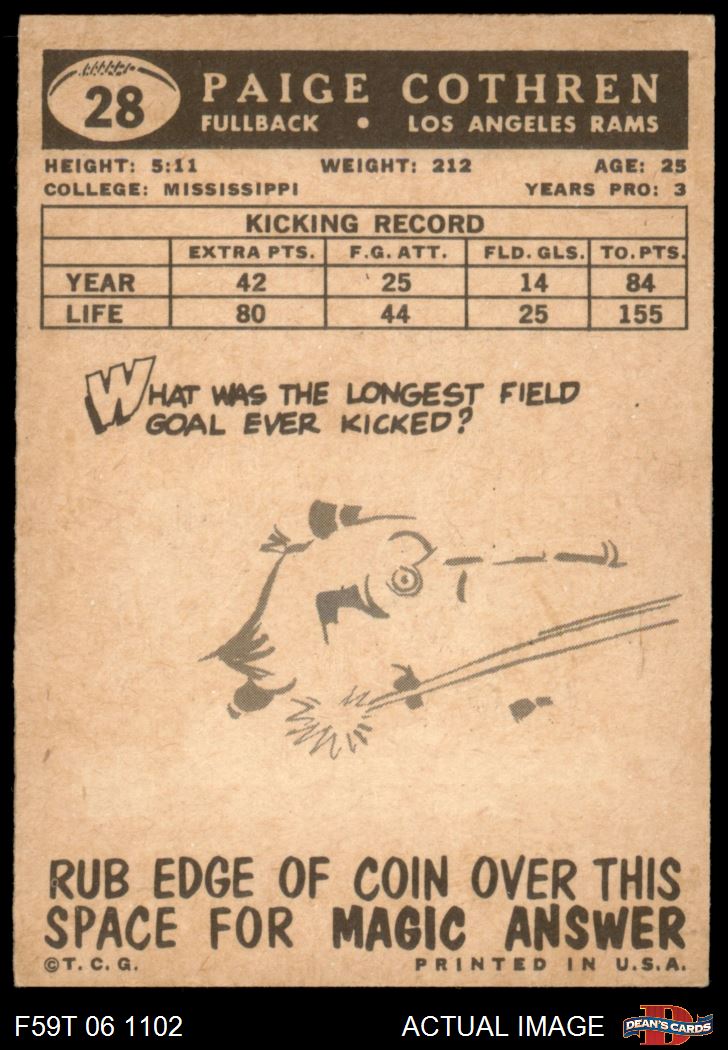 28
PAIGE COTHREN
FULLBACK • LOS ANGELES RAMS
HEIGHT: 5:11 WEIGHT: 212 AGE: 25
COLLEGE: MISSISSIPPI YEARS PRO: 3
KICKING RECORD
EXTRA PTS. F.G. ATT. FLD. GLS. TO. PTS.
YEAR 42 25 14 84
LIFE 80 44 25 155
WHAT WAS THE LONGEST FIELD
GOAL EVER KICKED?
RUB EDGE OF COIN OVER THIS
SPACE FOR MAGIC ANSWER
©T.C.G. PRINTED IN U.S.A.
F59T 06 1102 ACTUAL IMAGE D DEAN'S CARDS